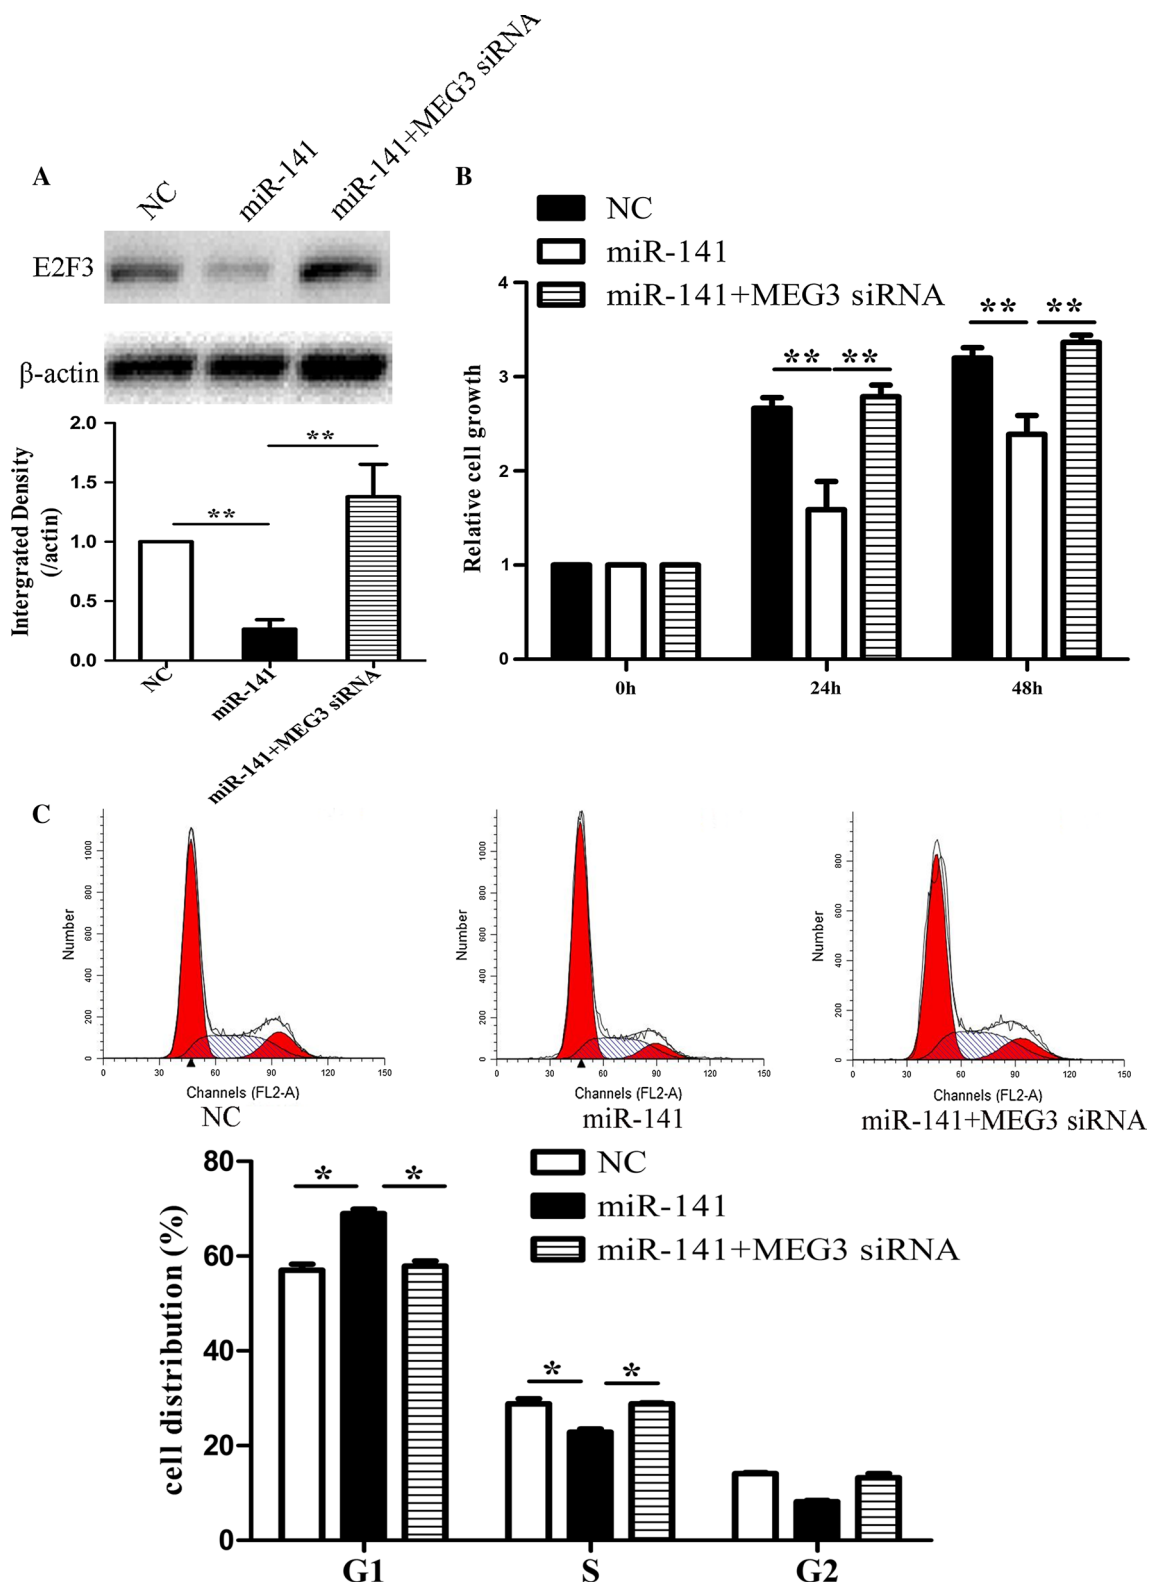 A
NC
miR-141
miR-141+MEG3 siRNA
E2F3
β-actin
2.0
1.5
1.0
0.5
0.0
Intergrated Density
(/actin)
**
**
NC
miR-141
miR-141+MEG3 siRNA
B
NC
miR-141
miR-141+MEG3 siRNA
4
3
2
1
0
Relative cell growth
** **
** **
0h 24h 48h
C
1000
800
600
400
200
0
Number
0 30 60 90 120 150
Channels (FL2-A)
NC
1000
800
600
400
200
0
Number
0 30 60 90 120 150
Channels (FL2-A)
miR-141
800
600
400
200
0
Number
0 30 60 90 120 150
Channels (FL2-A)
miR-141+MEG3 siRNA
NC
miR-141
miR-141+MEG3 siRNA
80
60
40
20
0
cell distribution (%)
* *
* *
G1 S G2